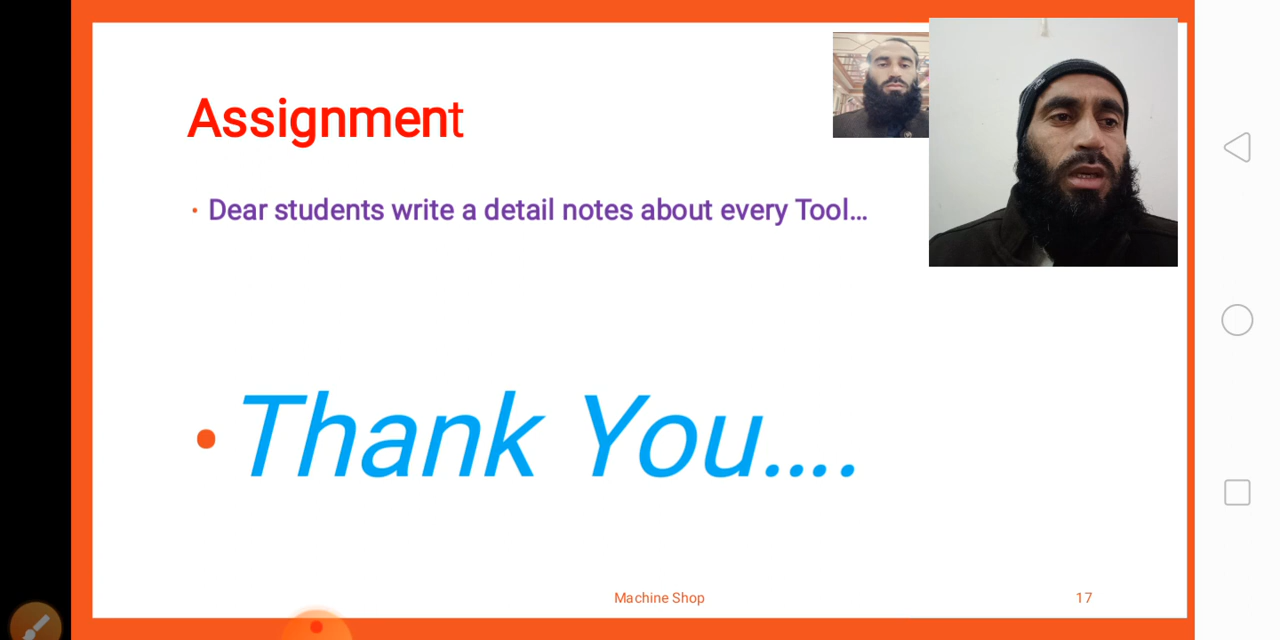 Assignment
• Dear students write a detail notes about every Tool…
• Thank You….
Machine Shop
17